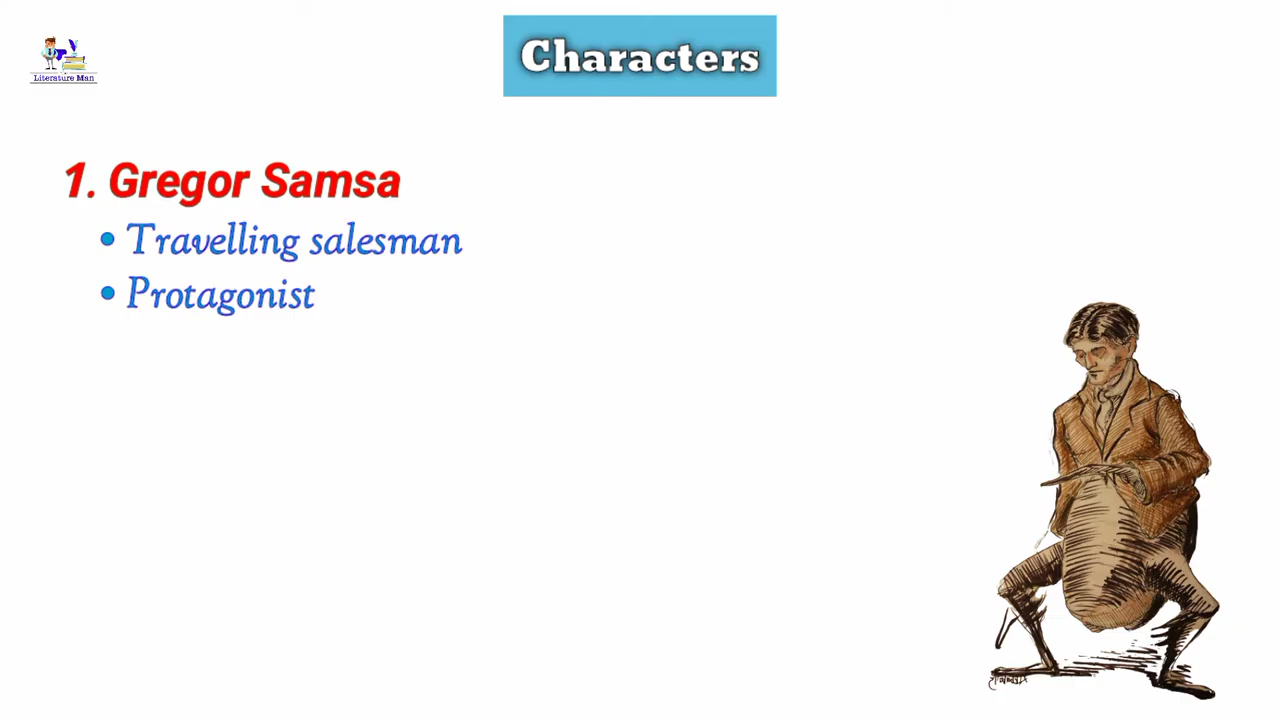 Characters
Literature Man
1. Gregor Samsa
• Travelling salesman
• Protagonist